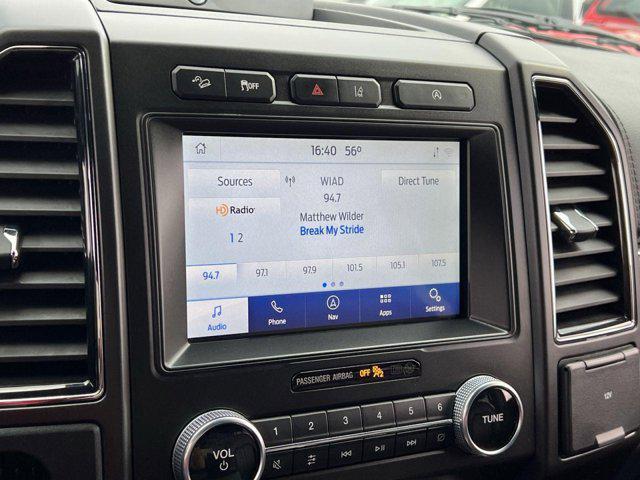 OFF
A
16:40 56º
Sources
WIAD
Direct Tune
94.7
HD Radio
Matthew Wilder
Break My Stride
1 2
94.7 97.1 97.9 101.5 105.1 107.5
Audio Phone Nav Apps Settings
PASSENGER AIRBAG OFF
1 2 3 4 5 6
VOL
TUNE
12V